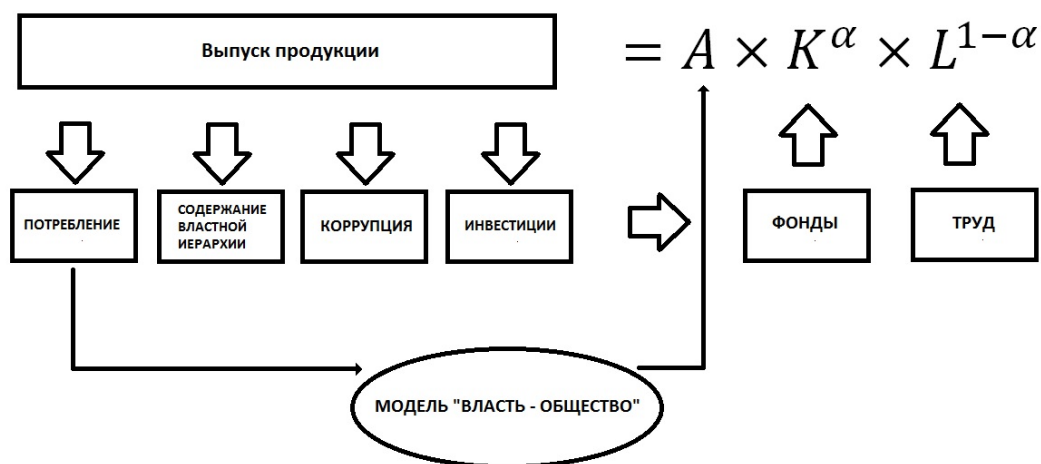 Выпуск продукции
= A × K^α × L^{1−α}
ПОТРЕБЛЕНИЕ
СОДЕРЖАНИЕ
ВЛАСТНОЙ
ИЕРАРХИИ
КОРРУПЦИЯ
ИНВЕСТИЦИИ
ФОНДЫ
ТРУД
МОДЕЛЬ "ВЛАСТЬ - ОБЩЕСТВО"